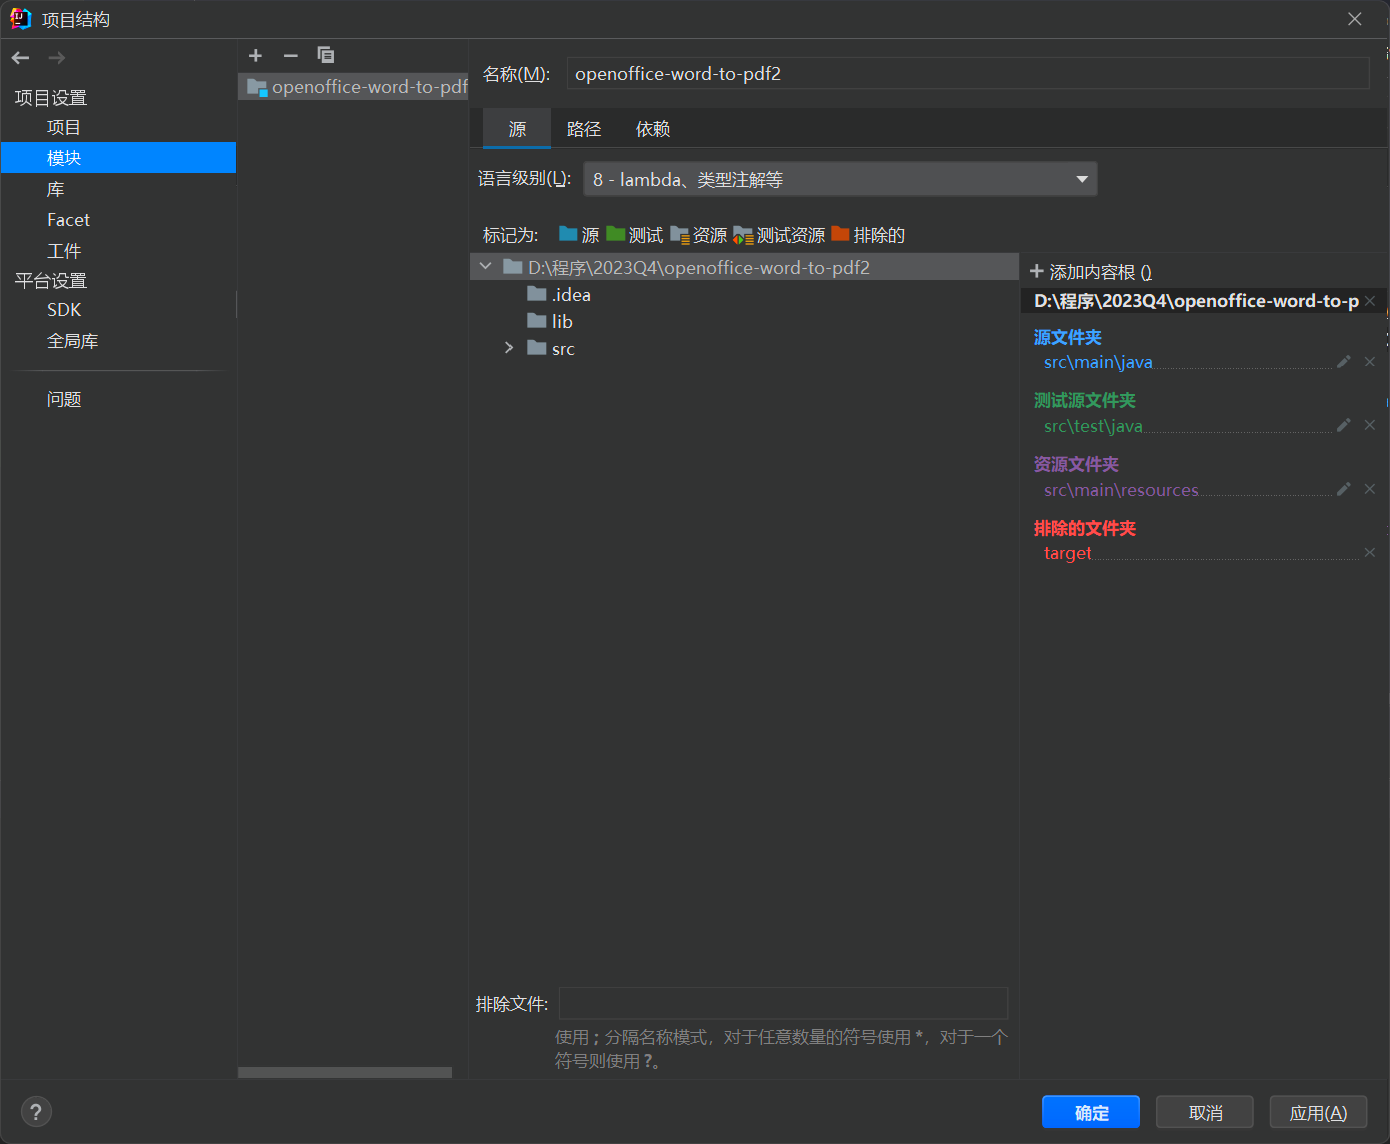 项目结构
项目设置
项目
模块
库
Facet
工件
平台设置
SDK
全局库
问题
openoffice-word-to-pdf
名称(M):
openoffice-word-to-pdf2
源
路径
依赖
语言级别(L):
8 - lambda、类型注解等
标记为:
源
测试
资源
测试资源
排除的
D:\程序\2023Q4\openoffice-word-to-pdf2
.idea
lib
src
添加内容根 ()
D:\程序\2023Q4\openoffice-word-to-p
源文件夹
src\main\java
测试源文件夹
src\test\java
资源文件夹
src\main\resources
排除的文件夹
target
排除文件:
使用 ; 分隔名称模式，对于任意数量的符号使用 *，对于一个
符号则使用 ?。
?
确定
取消
应用(A)